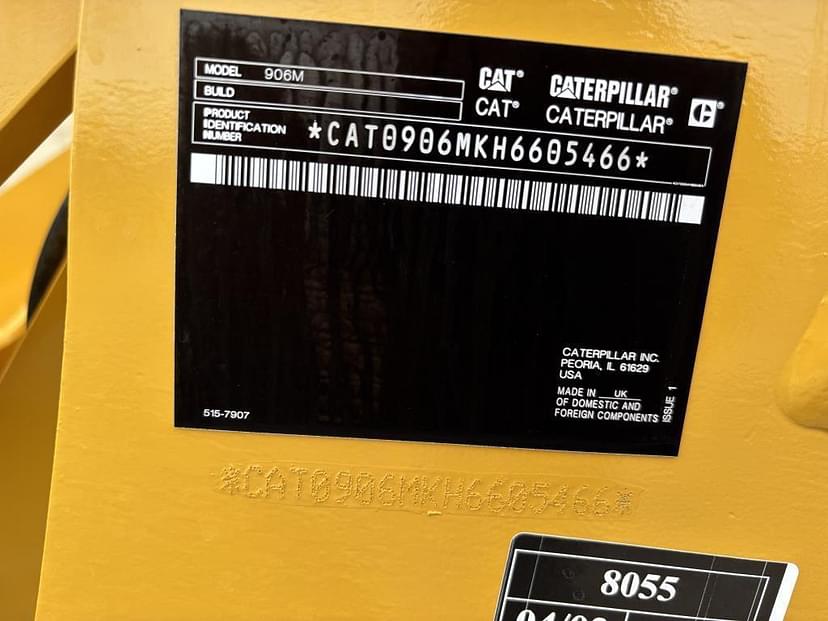 MODEL 906M
BUILD
CAT® CATERPILLAR®
CAT® CATERPILLAR®
PRODUCT
IDENTIFICATION
NUMBER
*CAT0906MKH6605466*
CATERPILLAR INC.
PEORIA, IL 61629
USA
MADE IN UK
OF DOMESTIC AND
FOREIGN COMPONENTS
ISSUE 1
515-7907
*CAT0906MKH6605466*
8055